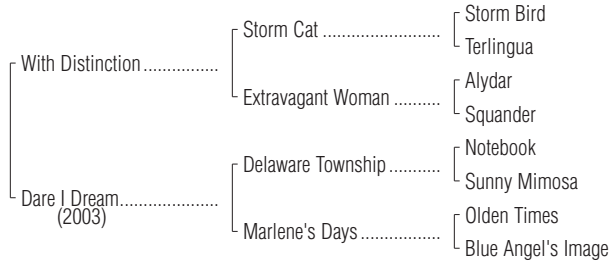 Storm Bird
Storm Cat ........................
Terlingua
With Distinction ...............
Alydar
Extravagant Woman ..........
Squander
Notebook
Delaware Township ...........
Sunny Mimosa
Dare I Dream....................
(2003)
Olden Times
Marlene's Days .................
Blue Angel's Image